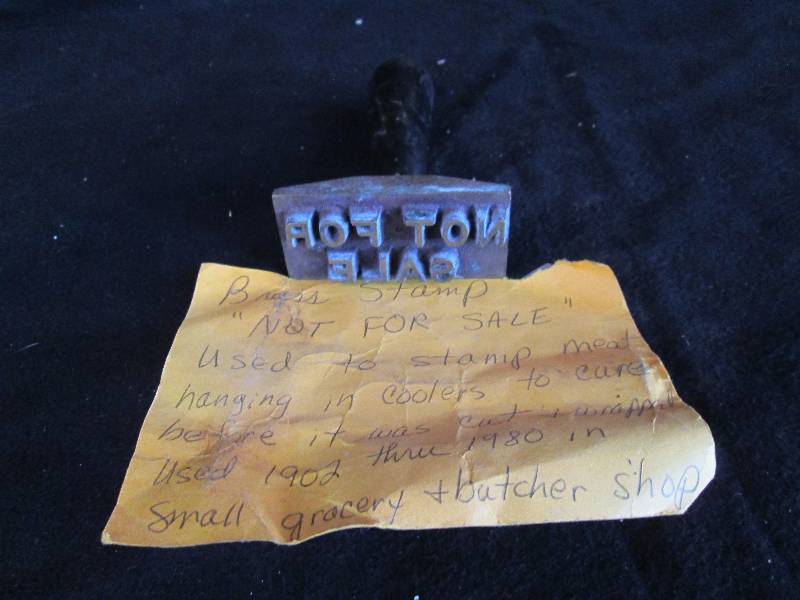 NOT FOR
SALE
Brass Stamp
"NOT FOR SALE"
Used to stamp meat
hanging in coolers to cure
before it was cut & wrapped
Used 1902 thru 1980 in
Small grocery & butcher shop